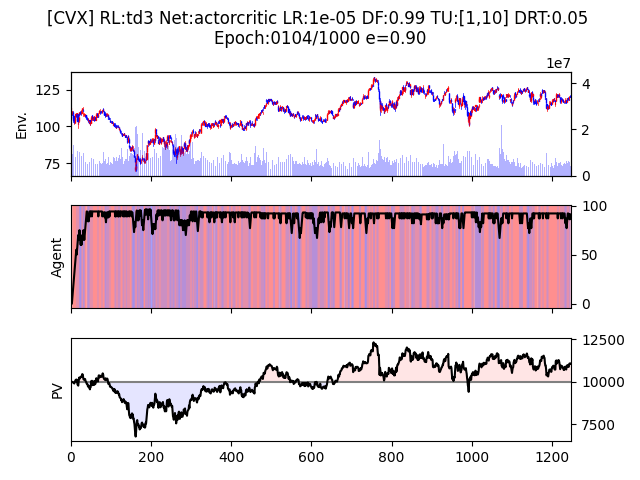 [CVX] RL:td3 Net:actorcritic LR:1e-05 DF:0.99 TU:[1,10] DRT:0.05
Epoch:0104/1000 e=0.90
1e7
Env.
125
100
75
4
2
0
Agent
100
50
0
PV
12500
10000
7500
0 200 400 600 800 1000 1200